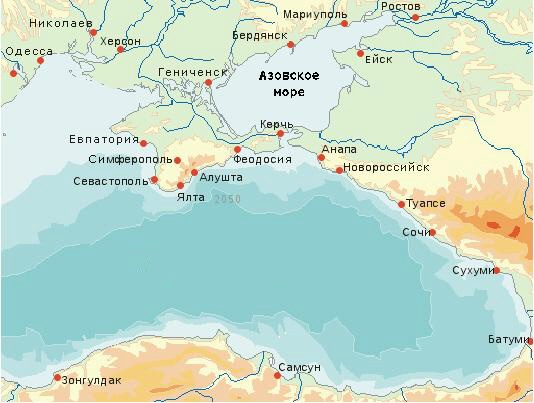 Ростов
Мариуполь
Николаев
Бердянск
Херсон
Одесса
Ейск
Геническ
Азовское
море
Керчь
Евпатория
Анапа
Симферополь
Феодосия
Новороссийск
Алушта
Севастополь
Ялта
2050
Туапсе
Сочи
Сухуми
Батуми
Самсун
Зонгулдак